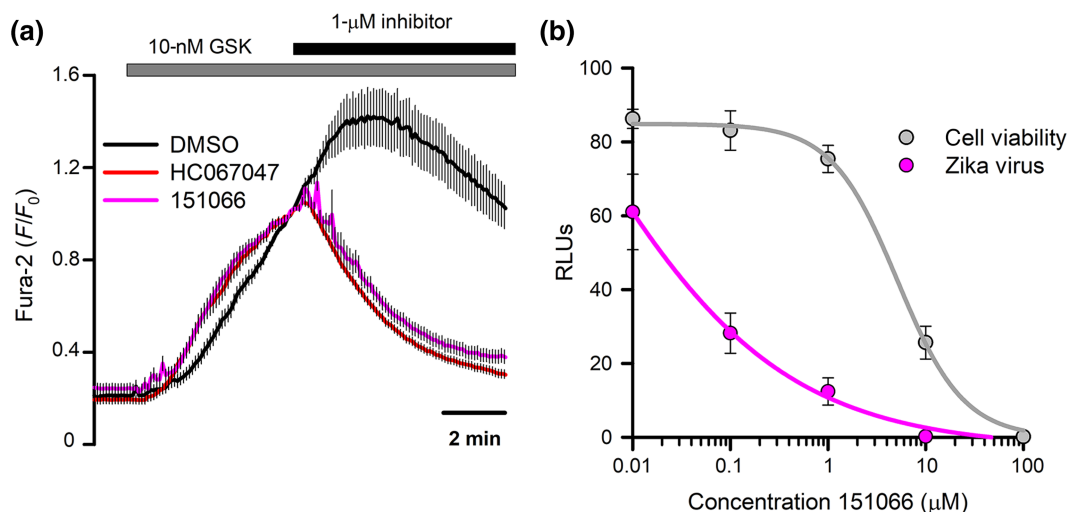 (a)
1-μM inhibitor
10-nM GSK
1.6
1.2
0.8
0.4
0
Fura-2 (F/F0)
DMSO
HC067047
151066
2 min
(b)
100
80
60
40
20
0
RLUs
Cell viability
Zika virus
0.01
0.1
1
10
100
Concentration 151066 (μM)